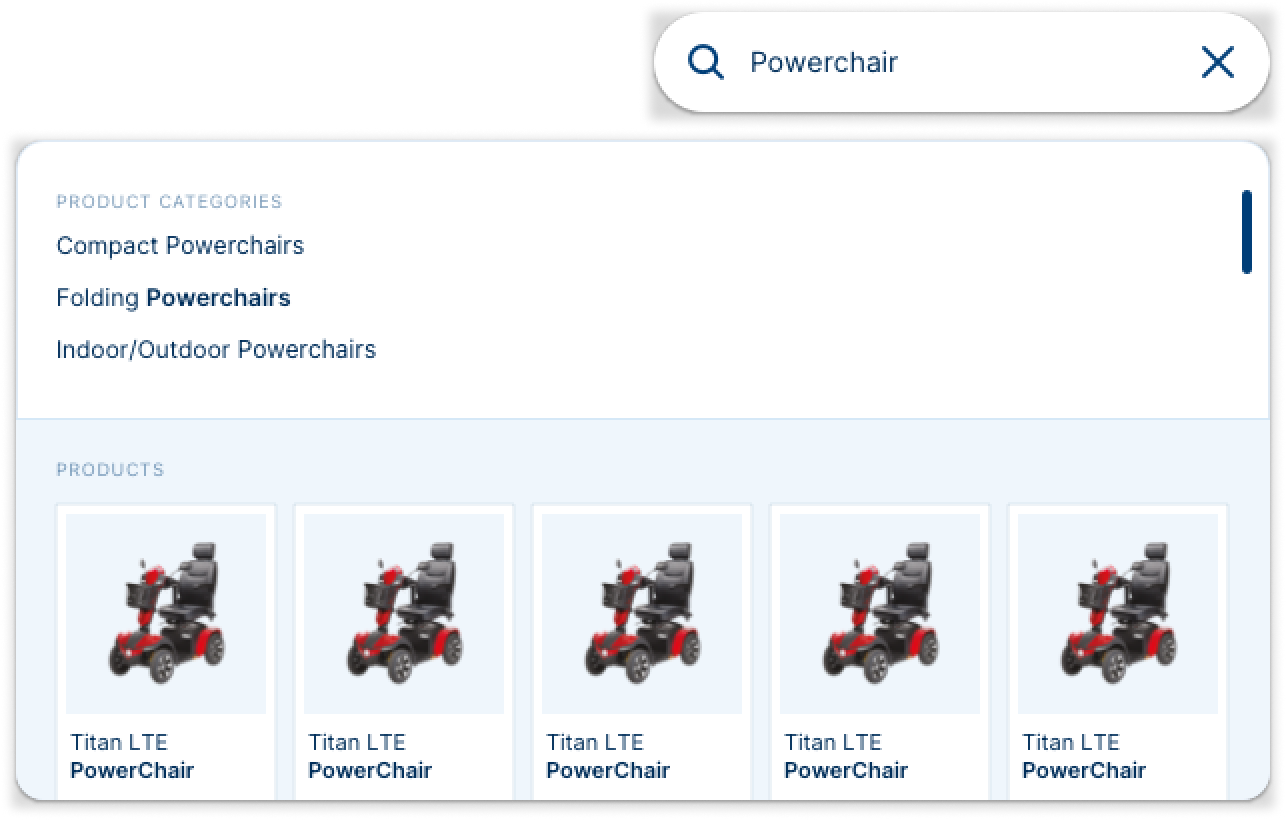 Powerchair
PRODUCT CATEGORIES
Compact Powerchairs
Folding Powerchairs
Indoor/Outdoor Powerchairs
PRODUCTS
Titan LTE
PowerChair
Titan LTE
PowerChair
Titan LTE
PowerChair
Titan LTE
PowerChair
Titan LTE
PowerChair